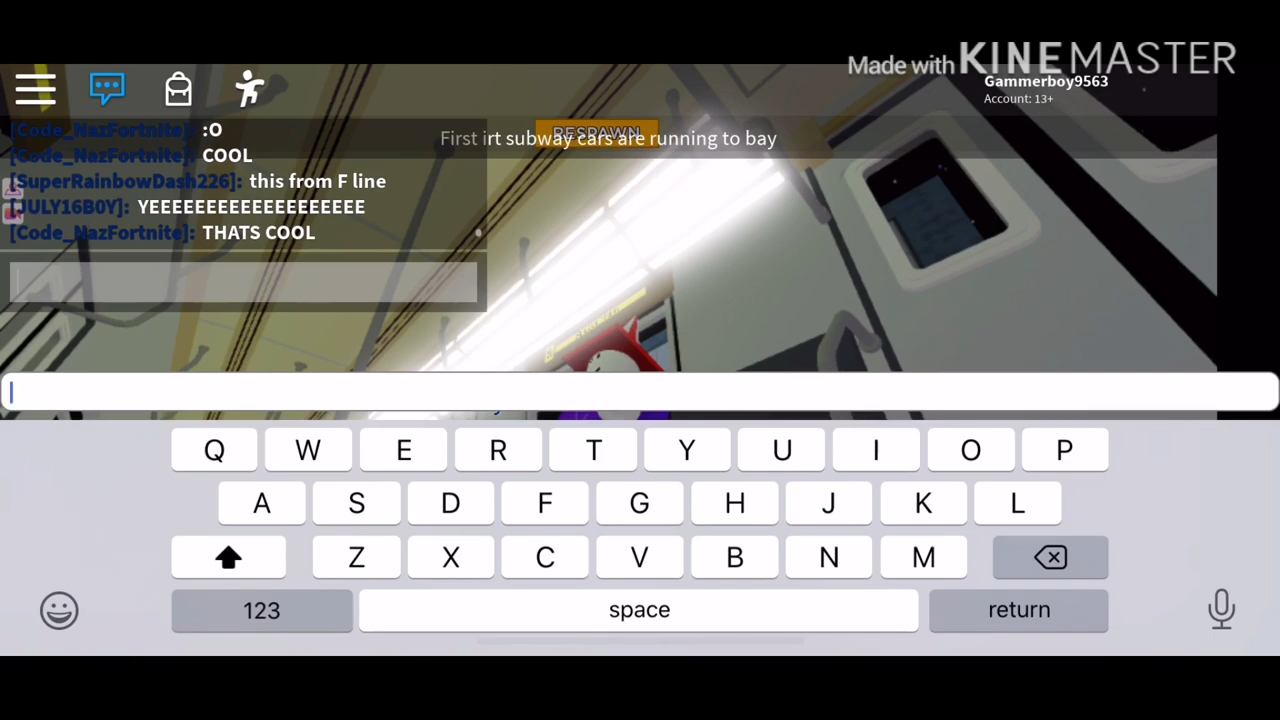 Made with KINEMASTER
Gammerboy9563
Account: 13+
[Code_NazFortnite]: :O
RESPAWN
First irt subway cars are running to bay
[Code_NazFortnite]: COOL
[SuperRainbowDash226]: this from F line
[JULY16B0Y]: YEEEEEEEEEEEEEEEEEEE
[Code_NazFortnite]: THATS COOL
Q W E R T Y U I O P
A S D F G H J K L
Z X C V B N M
123 space return